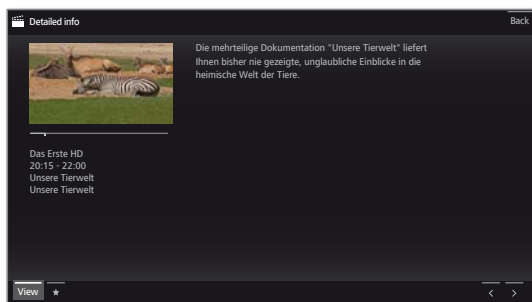 Detailed info
Back
Die mehrteilige Dokumentation "Unsere Tierwelt" liefert
Ihnen bisher nie gezeigte, unglaubliche Einblicke in die
heimische Welt der Tiere.
Das Erste HD
20:15 - 22:00
Unsere Tierwelt
Unsere Tierwelt
View ★ < >